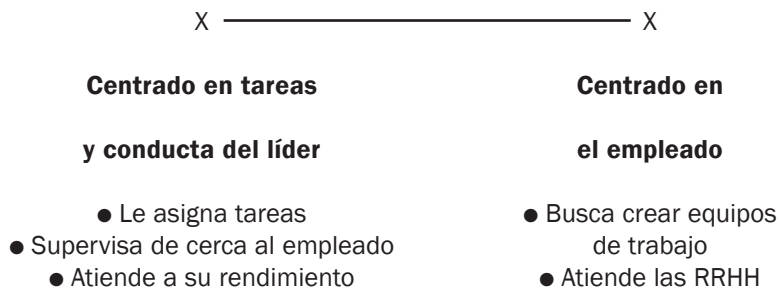 X X
Centrado en tareas
y conducta del líder
● Le asigna tareas
● Supervisa de cerca al empleado
● Atiende a su rendimiento
Centrado en
el empleado
● Busca crear equipos
de trabajo
● Atiende las RRHH